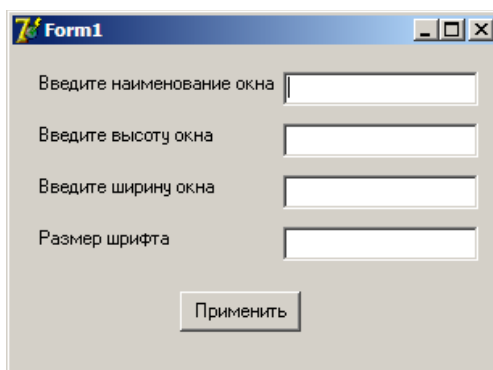 Form1
Введите наименование окна
Введите высоту окна
Введите ширину окна
Размер шрифта
Применить